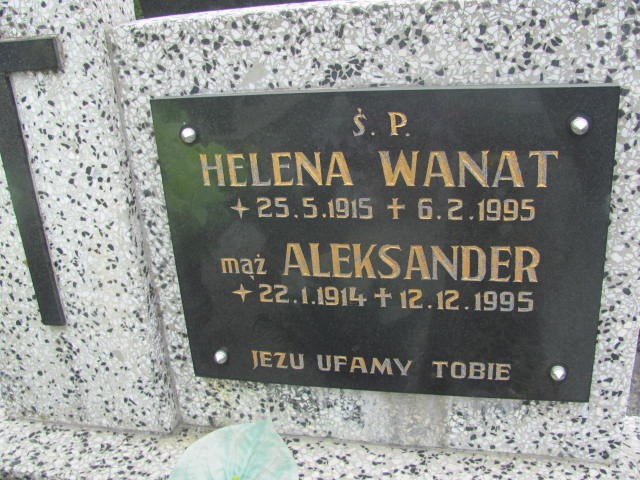 Ś. P.
HELENA WANAT
✦ 25.5.1915 ✝ 6.2.1995
mąż ALEKSANDER
✦ 22.1.1914 ✝ 12.12.1995
JEZU UFAMY TOBIE